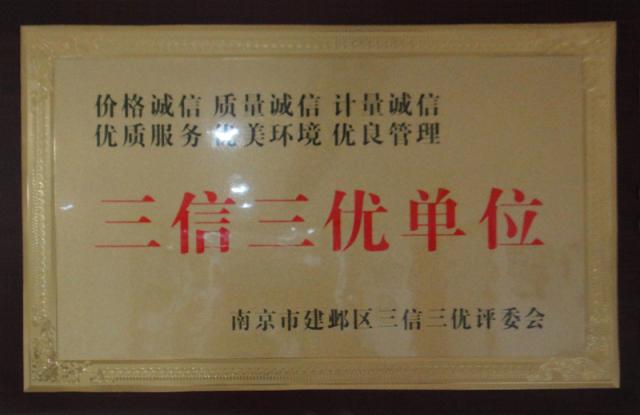 价格诚信 质量诚信 计量诚信
优质服务 优美环境 优良管理
三信三优单位
南京市建邺区三信三优评委会